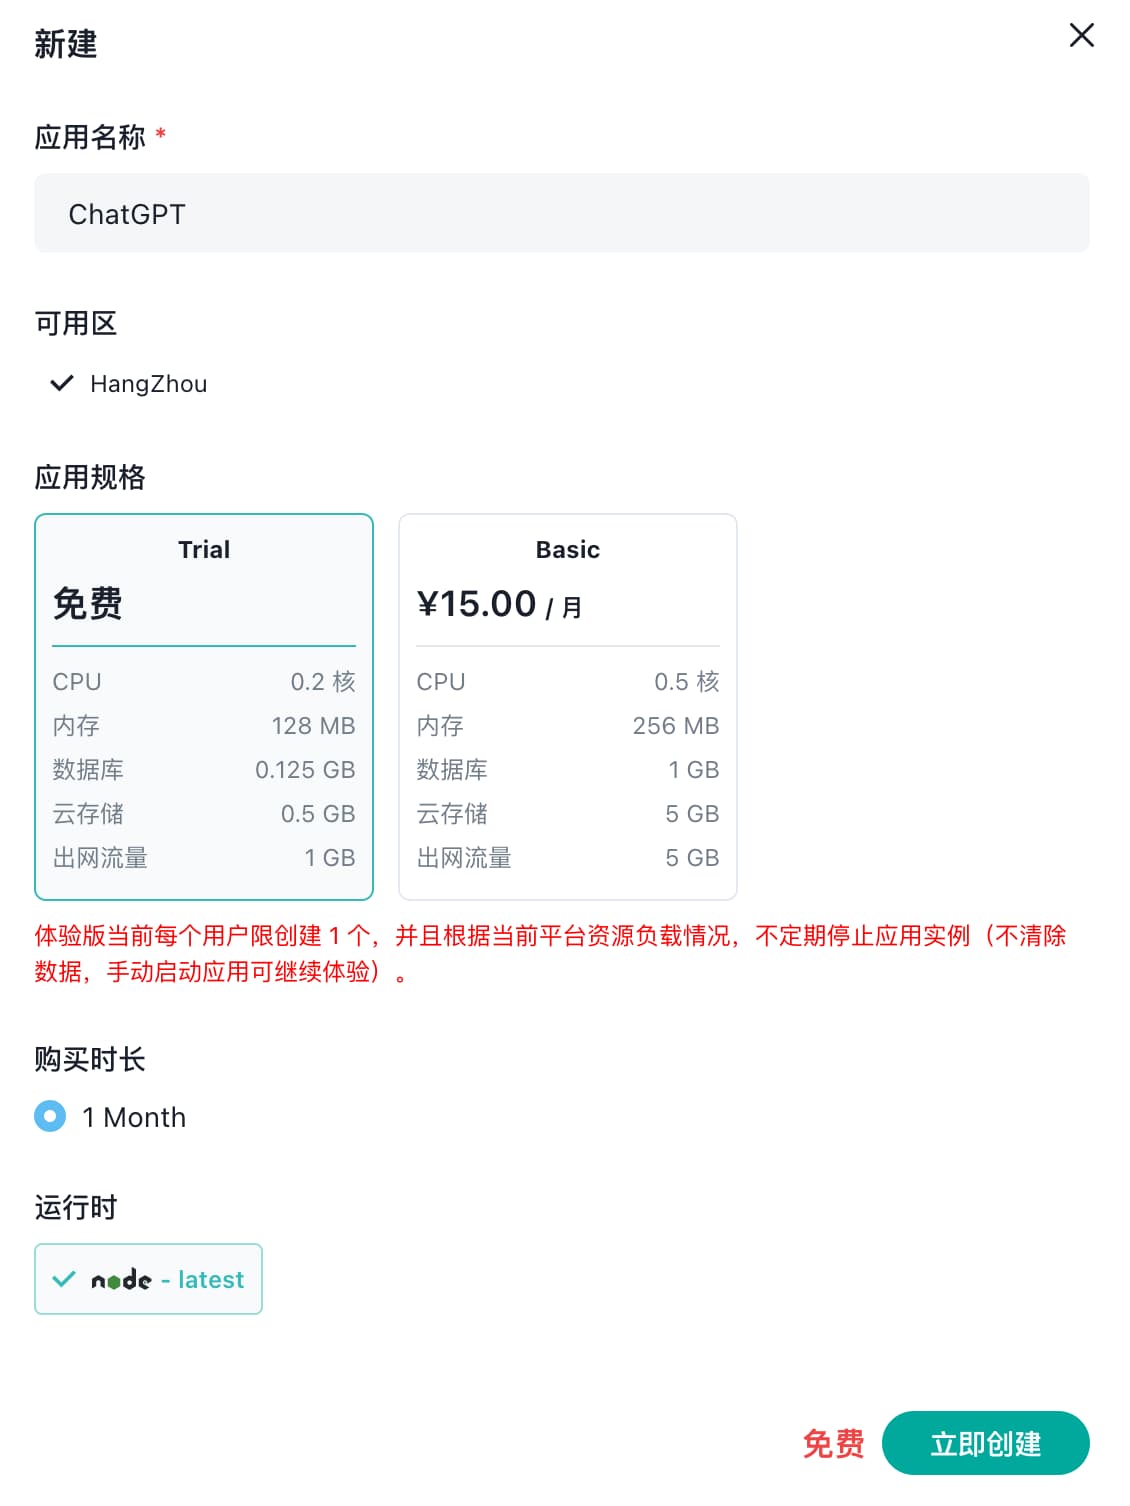 新建
应用名称 *
ChatGPT
可用区
HangZhou
应用规格
Trial
免费
CPU 0.2 核
内存 128 MB
数据库 0.125 GB
云存储 0.5 GB
出网流量 1 GB
Basic
¥15.00 / 月
CPU 0.5 核
内存 256 MB
数据库 1 GB
云存储 5 GB
出网流量 5 GB
体验版当前每个用户限创建 1 个，并且根据当前平台资源负载情况，不定期停止应用实例（不清除
数据，手动启动应用可继续体验）。
购买时长
1 Month
运行时
node - latest
免费 立即创建